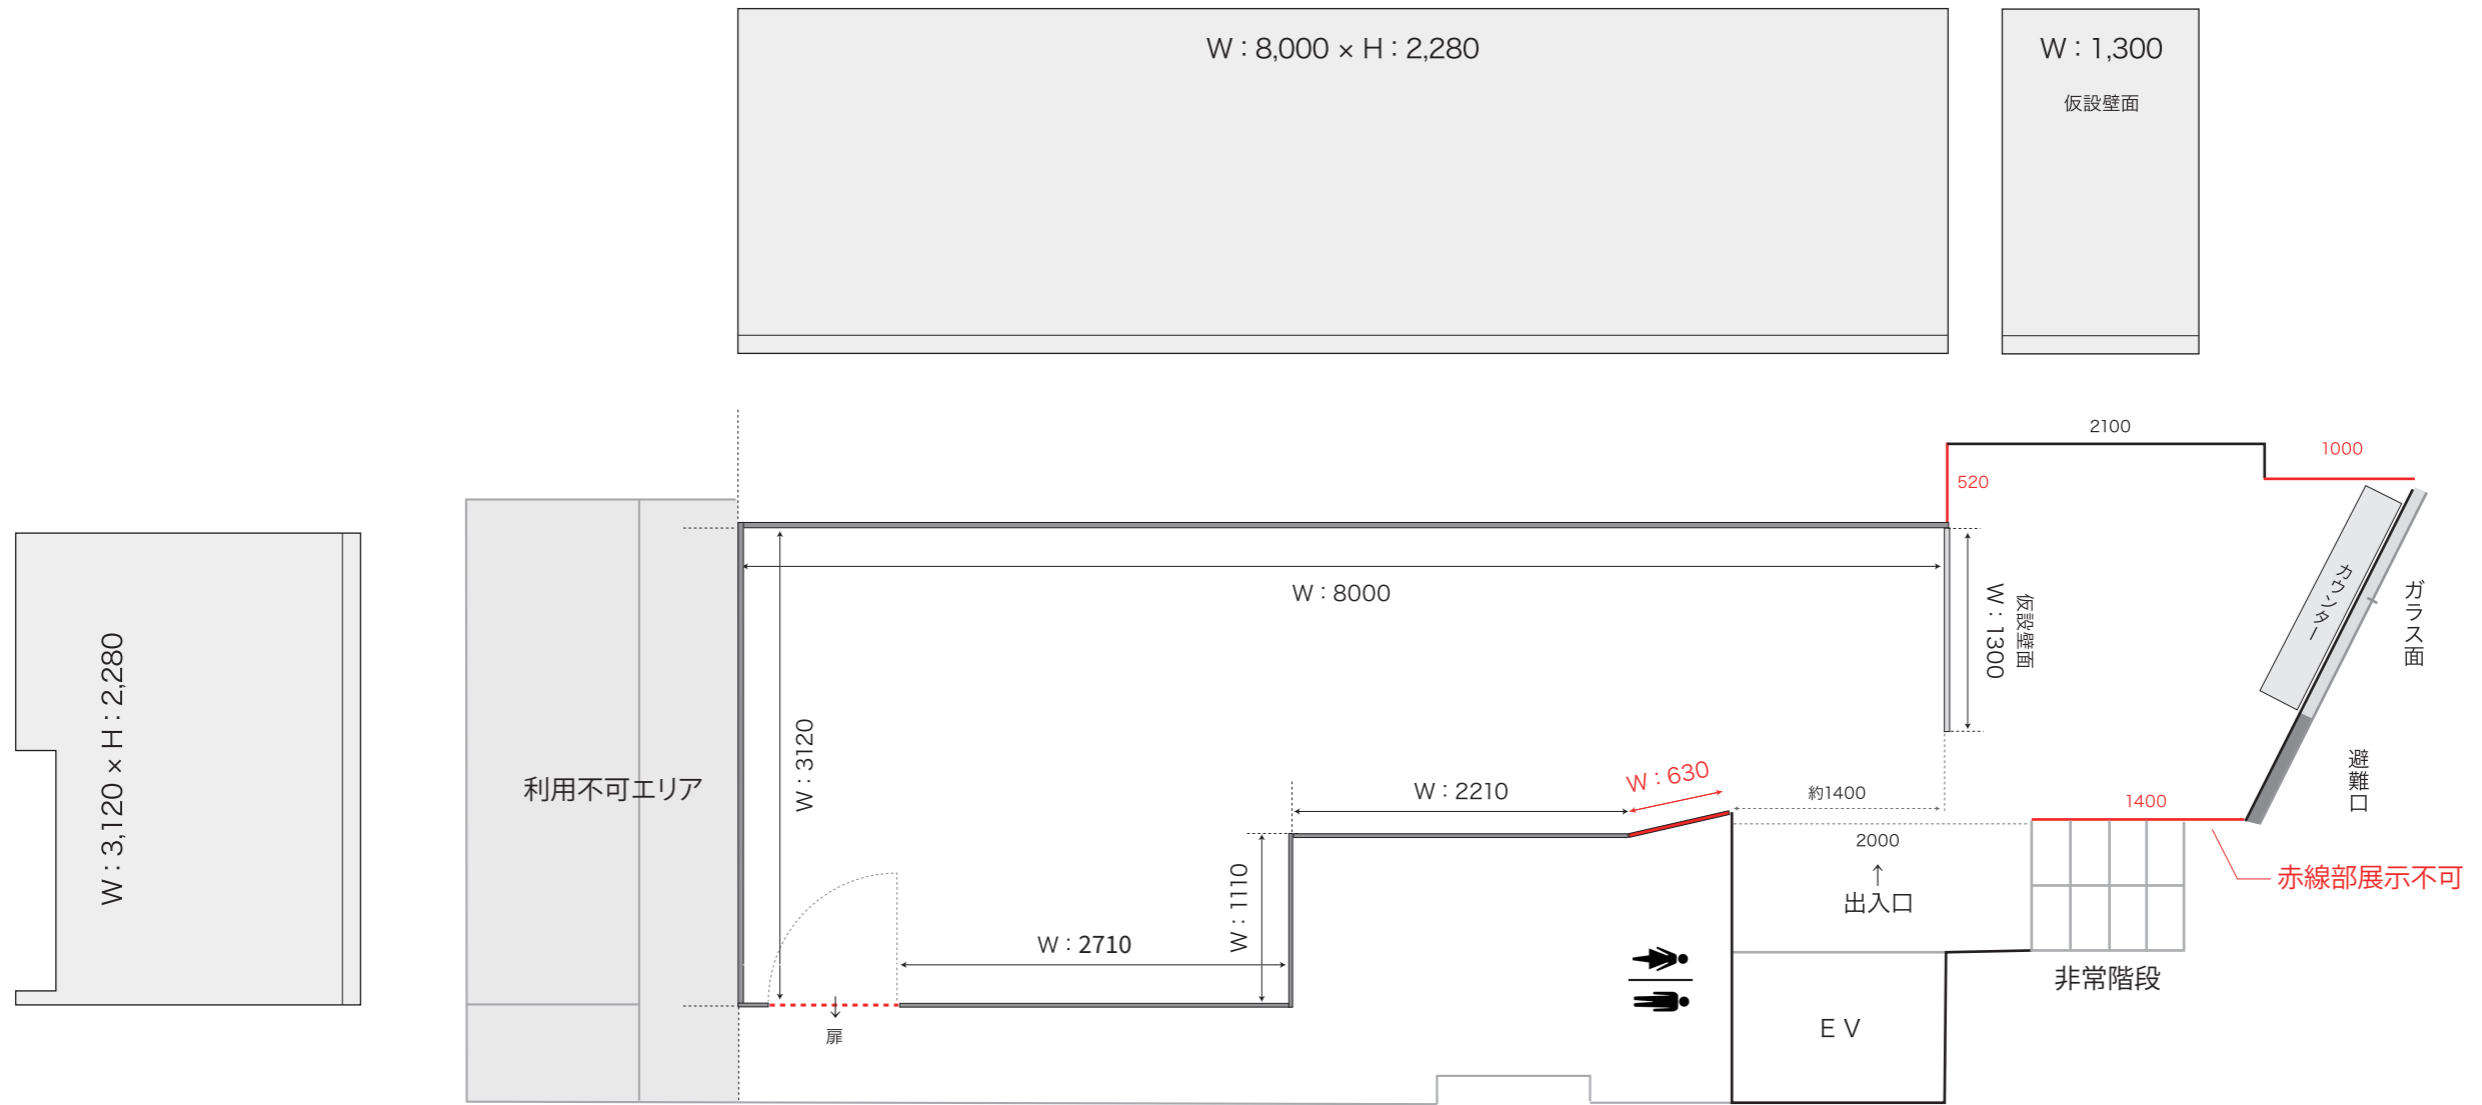 W：8,000 × H：2,280
W：1,300
仮設壁面
2100
1000
520
W：8000
仮設壁面
W：1300
カウンター
ガラス面
W：3,120 × H：2,280
利用不可エリア
W：3120
W：2210
W：630
約1400
避難口
1400
2000
↑
出入口
赤線部展示不可
W：1110
W：2710
扉
非常階段
ＥＶ